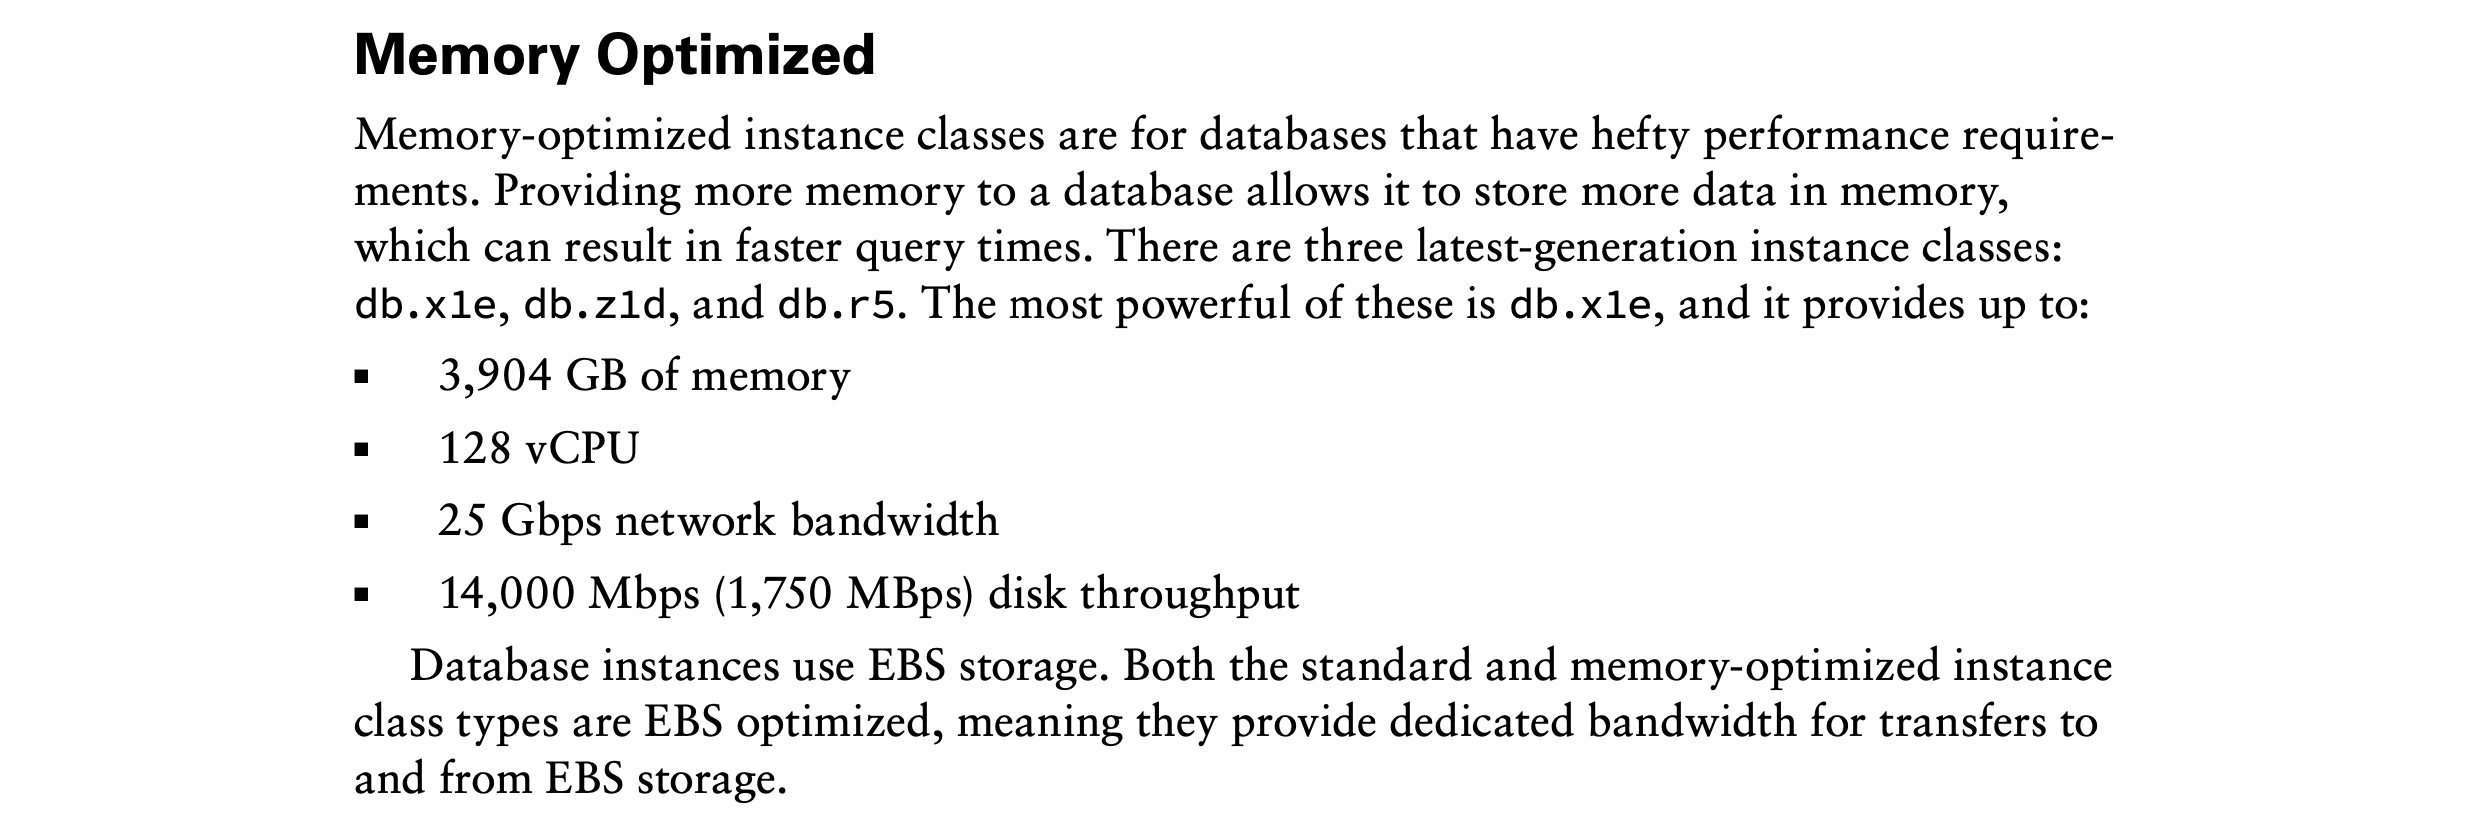 Memory Optimized
Memory-optimized instance classes are for databases that have hefty performance require-
ments. Providing more memory to a database allows it to store more data in memory,
which can result in faster query times. There are three latest-generation instance classes:
db.x1e, db.z1d, and db.r5. The most powerful of these is db.x1e, and it provides up to:
▪ 3,904 GB of memory
▪ 128 vCPU
▪ 25 Gbps network bandwidth
▪ 14,000 Mbps (1,750 MBps) disk throughput
Database instances use EBS storage. Both the standard and memory-optimized instance
class types are EBS optimized, meaning they provide dedicated bandwidth for transfers to
and from EBS storage.